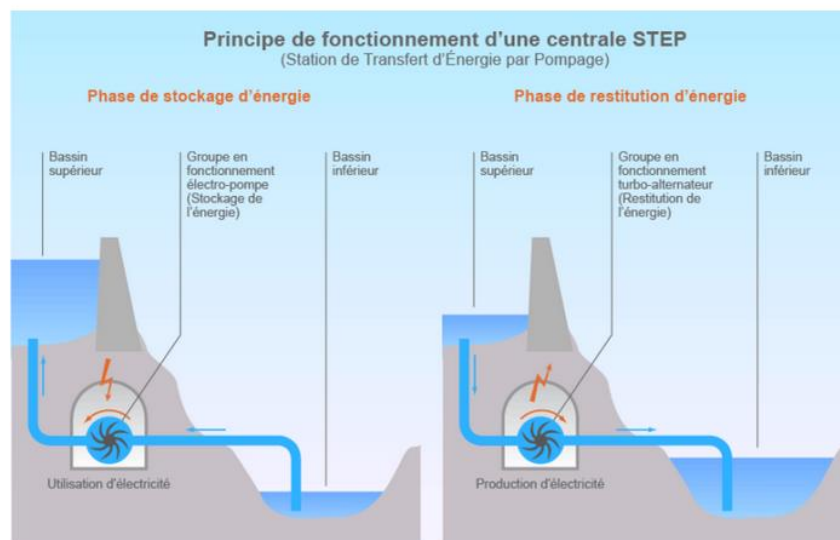 Principe de fonctionnement d'une centrale STEP
(Station de Transfert d'Énergie par Pompage)
Phase de stockage d'énergie
Bassin
supérieur
Groupe en
fonctionnement
électro-pompe
(Stockage de
l'énergie)
Bassin
inférieur
Utilisation d'électricité
Phase de restitution d'énergie
Bassin
supérieur
Groupe en
fonctionnement
turbo-alternateur
(Restitution de
l'énergie)
Bassin
inférieur
Production d'électricité